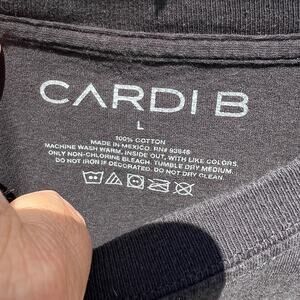 CARDI B
L
100% COTTON
MADE IN MEXICO. RN# 93846
MACHINE WASH WARM, INSIDE OUT, WITH LIKE COLORS.
ONLY NON-CHLORINE BLEACH. TUMBLE DRY MEDIUM.
DO NOT IRON IF DECORATED. DO NOT DRY CLEAN.